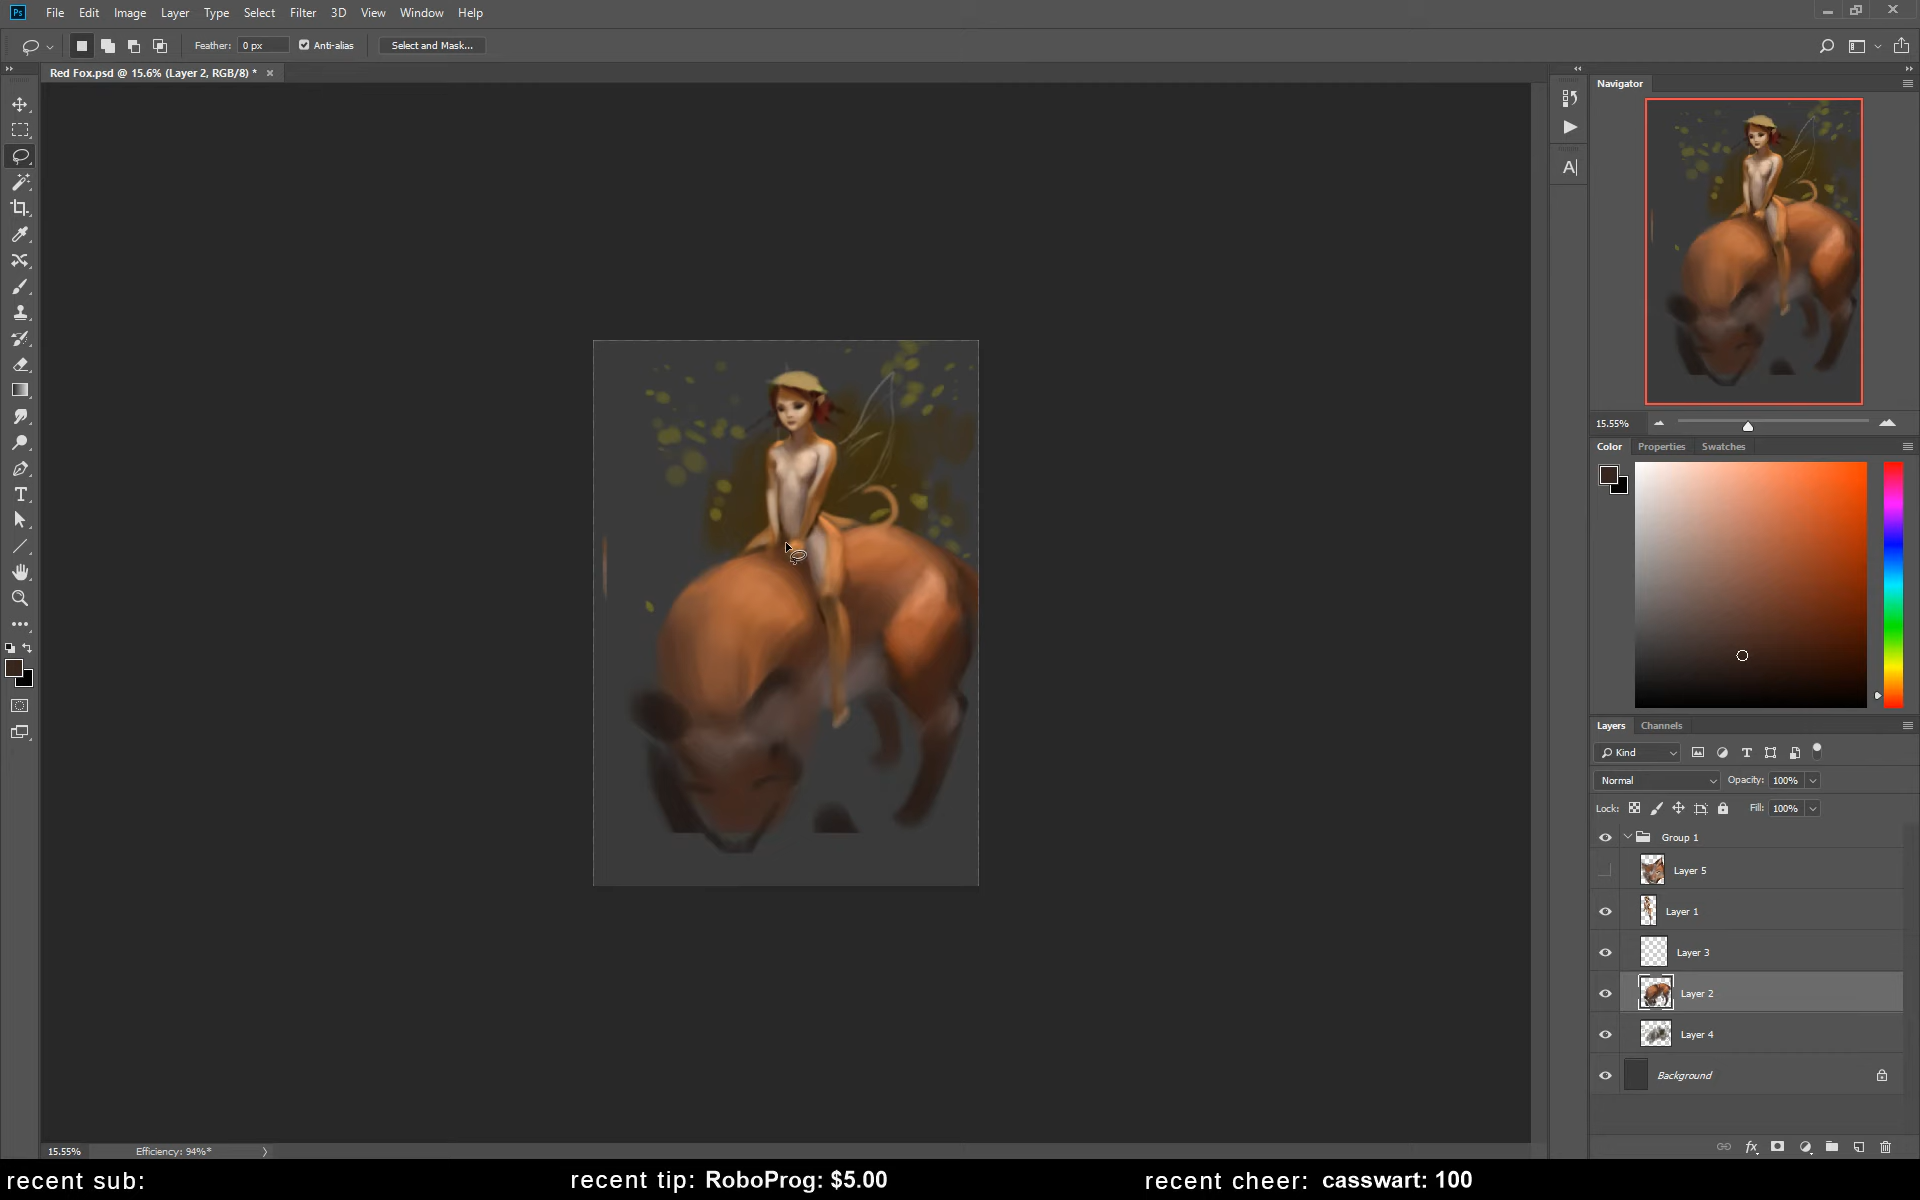 Ps File Edit Image Layer Type Select Filter 3D View Window Help
Feather: 0 px Anti-alias Select and Mask...
Red Fox.psd @ 15.6% (Layer 2, RGB/8) *
Navigator
15.55%
Color Properties Swatches
Layers Channels
Kind
Normal Opacity: 100%
Lock: Fill: 100%
Group 1
Layer 5
Layer 1
Layer 3
Layer 2
Layer 4
Background
15.55% Efficiency: 94%*
recent sub: recent tip: RoboProg: $5.00 recent cheer: casswart: 100